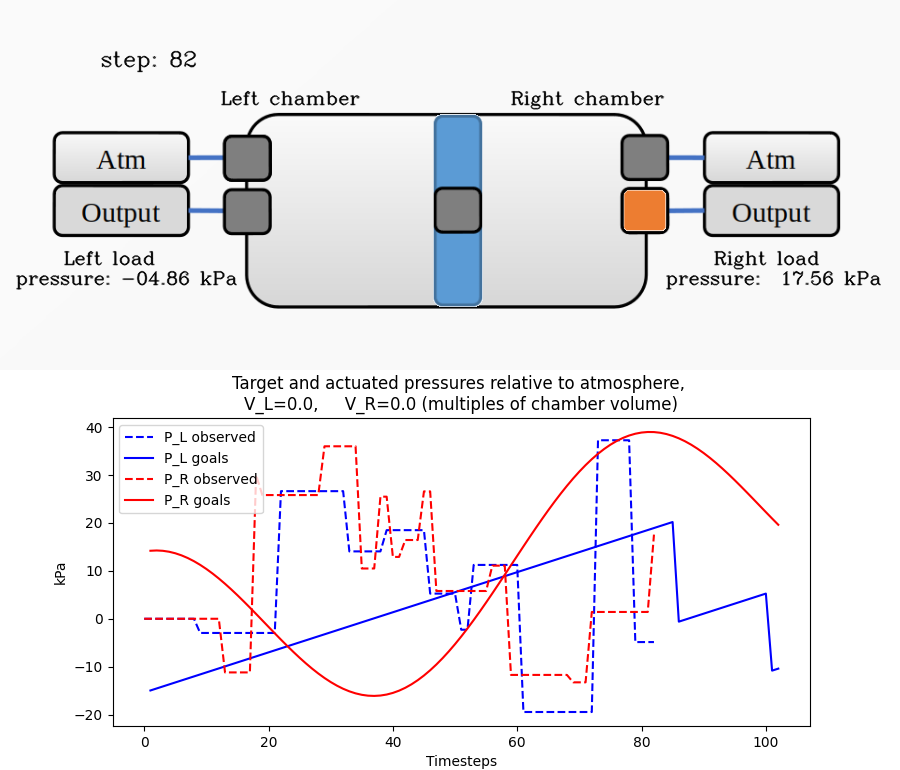 step: 82
Left chamber
Right chamber
Atm
Atm
Output
Output
Left load
pressure: -04.86 kPa
Right load
pressure: 17.56 kPa
Target and actuated pressures relative to atmosphere,
V_L=0.0, V_R=0.0 (multiples of chamber volume)
P_L observed
P_L goals
P_R observed
P_R goals
40
30
20
10
0
−10
−20
kPa
0 20 40 60 80 100
Timesteps